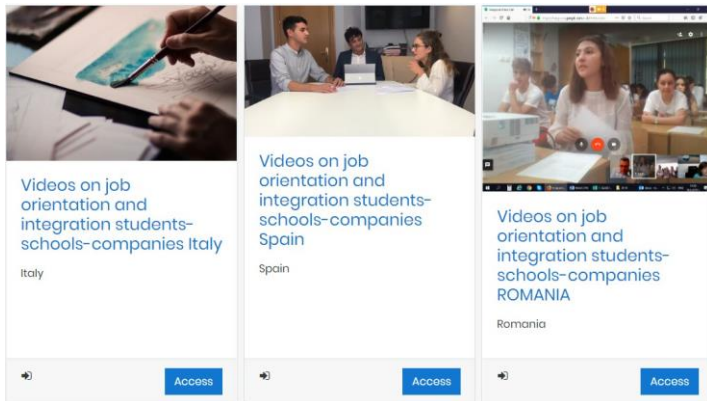 Videos on job
orientation and
integration students-
schools-companies Italy
Italy
Access
Videos on job
orientation and
integration students-
schools-companies
Spain
Spain
Access
Videos on job
orientation and
integration students-
schools-companies
ROMANIA
Romania
Access